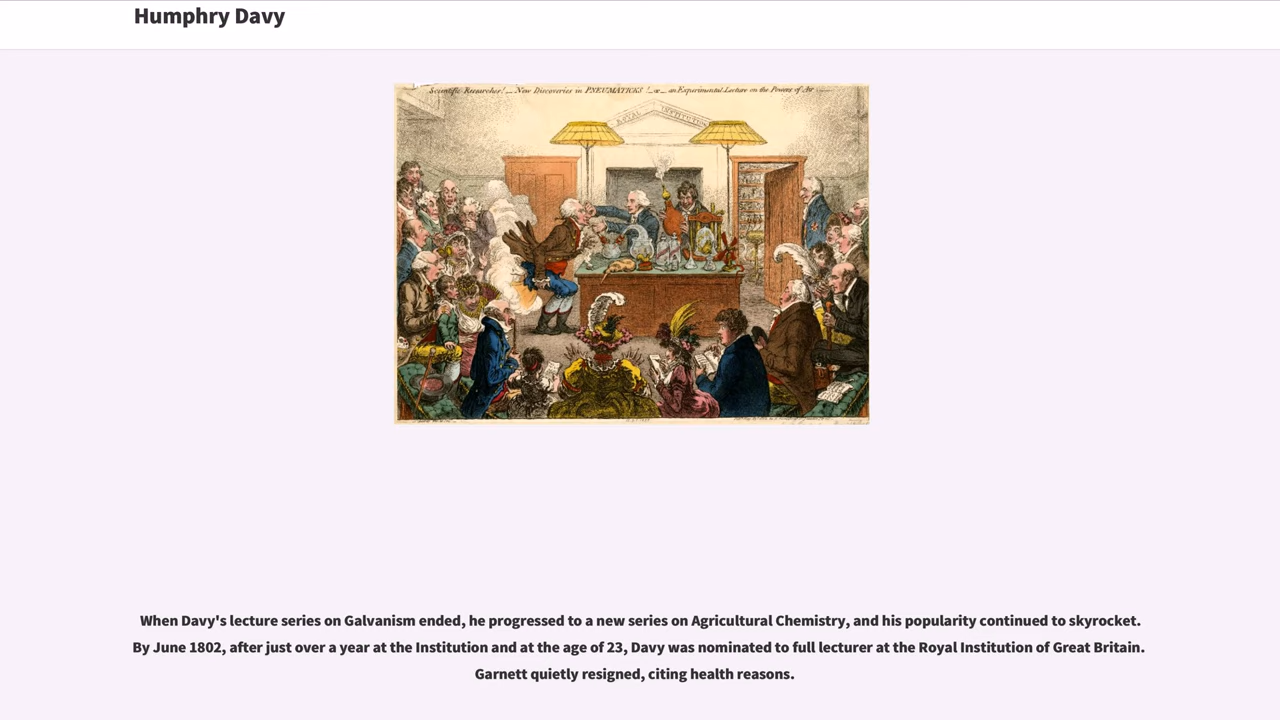 Humphry Davy
Scientific Researches! _ New Discoveries in PNEUMATICKS! _ or _ an Experimental Lecture on the Powers of Air
ROYAL INSTITUTION
When Davy's lecture series on Galvanism ended, he progressed to a new series on Agricultural Chemistry, and his popularity continued to skyrocket.
By June 1802, after just over a year at the Institution and at the age of 23, Davy was nominated to full lecturer at the Royal Institution of Great Britain.
Garnett quietly resigned, citing health reasons.